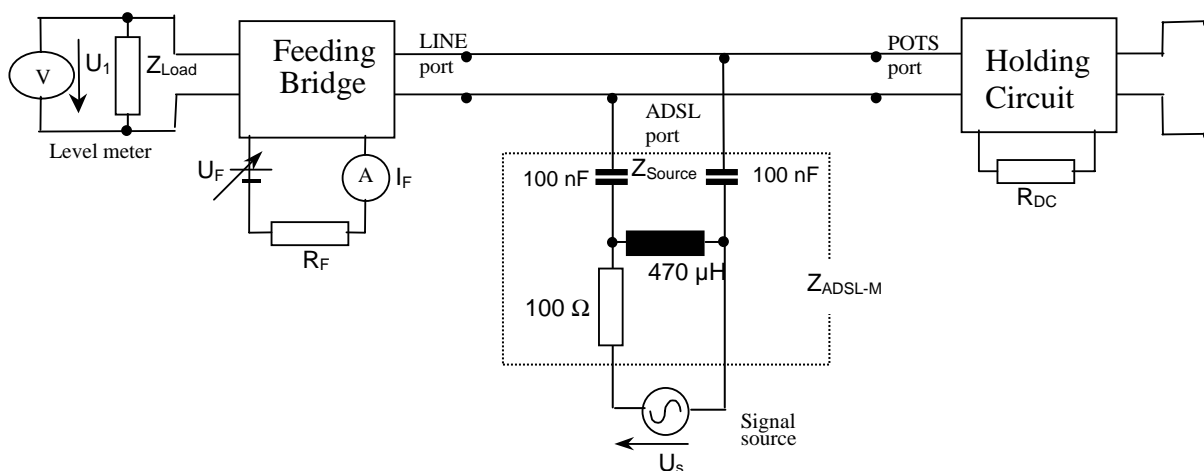 Feeding
Bridge
LINE
port
POTS
port
Holding
Circuit
V
U1
ZLoad
Level meter
ADSL
port
UF
A
IF
RF
100 nF
ZSource
100 nF
RDC
470 µH
ZADSL-M
100 Ω
Signal
source
Us